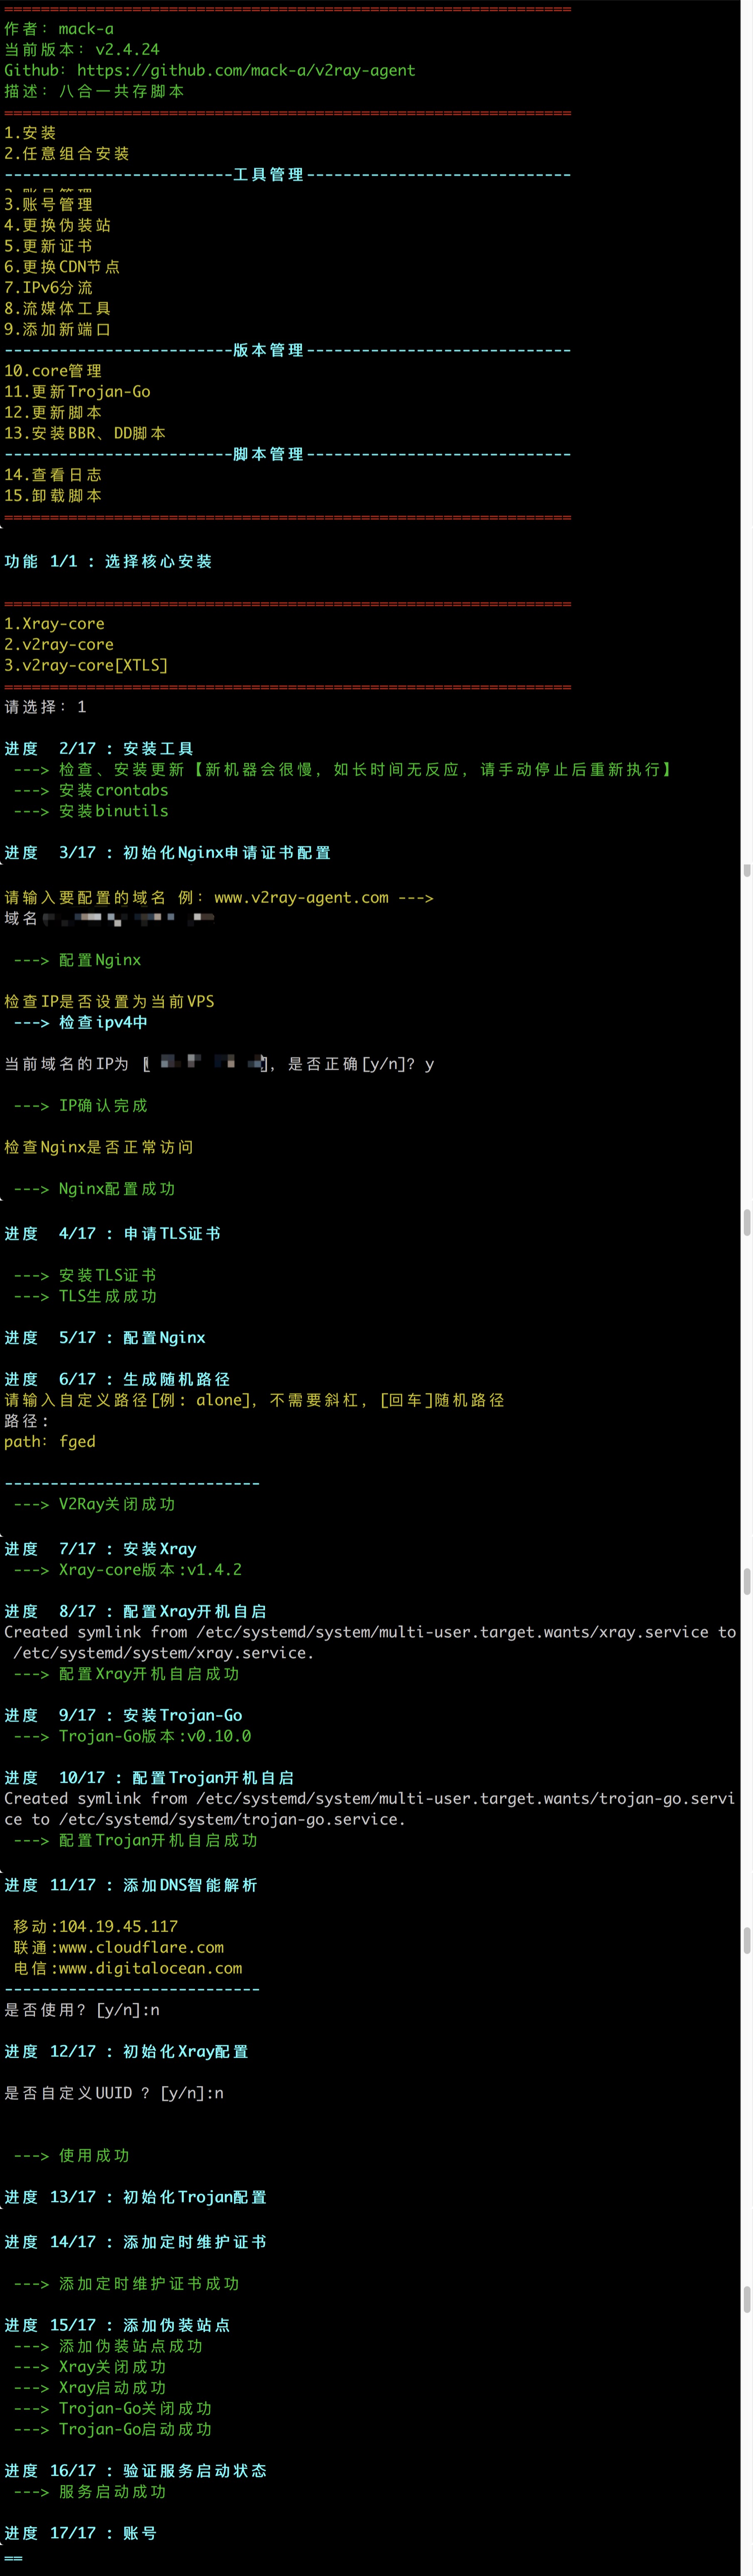 ============================================================== 
作者：mack-a
当前版本：v2.4.24
Github：https://github.com/mack-a/v2ray-agent
描述：八合一共存脚本
==============================================================
1.安装
2.任意组合安装
-------------------------工具管理-----------------------------
3.账号管理
4.更换伪装站
5.更新证书
6.更换CDN节点
7.IPv6分流
8.流媒体工具
9.添加新端口
-------------------------版本管理-----------------------------
10.core管理
11.更新Trojan-Go
12.更新脚本
13.安装BBR、DD脚本
-------------------------脚本管理-----------------------------
14.查看日志
15.卸载脚本
==============================================================
功能 1/1 : 选择核心安装
==============================================================
1.Xray-core
2.v2ray-core
3.v2ray-core[XTLS]
==============================================================
请选择：1
进度  2/17 : 安装工具
 ---> 检查、安装更新【新机器会很慢，如长时间无反应，请手动停止后重新执行】
 ---> 安装crontabs
 ---> 安装binutils
进度  3/17 : 初始化Nginx申请证书配置
请输入要配置的域名 例：www.v2ray-agent.com --->
域名
 ---> 配置Nginx
检查IP是否设置为当前VPS
 ---> 检查ipv4中
当前域名的IP为 [ ]，是否正确[y/n]？y
 ---> IP确认完成
检查Nginx是否正常访问
 ---> Nginx配置成功
进度  4/17 : 申请TLS证书
 ---> 安装TLS证书
 ---> TLS生成成功
进度  5/17 : 配置Nginx
进度  6/17 : 生成随机路径
请输入自定义路径[例: alone]，不需要斜杠，[回车]随机路径
路径:
path：fged
----------------------------
 ---> V2Ray关闭成功
进度  7/17 : 安装Xray
 ---> Xray-core版本:v1.4.2
进度  8/17 : 配置Xray开机自启
Created symlink from /etc/systemd/system/multi-user.target.wants/xray.service to
 /etc/systemd/system/xray.service.
 ---> 配置Xray开机自启成功
进度  9/17 : 安装Trojan-Go
 ---> Trojan-Go版本:v0.10.0
进度  10/17 : 配置Trojan开机自启
Created symlink from /etc/systemd/system/multi-user.target.wants/trojan-go.servi
ce to /etc/systemd/system/trojan-go.service.
 ---> 配置Trojan开机自启成功
进度 11/17 : 添加DNS智能解析
 移动:104.19.45.117
 联通:www.cloudflare.com
 电信:www.digitalocean.com
----------------------------
是否使用？[y/n]:n
进度 12/17 : 初始化Xray配置
是否自定义UUID ？[y/n]:n
 ---> 使用成功
进度 13/17 : 初始化Trojan配置
进度 14/17 : 添加定时维护证书
 ---> 添加定时维护证书成功
进度 15/17 : 添加伪装站点
 ---> 添加伪装站点成功
 ---> Xray关闭成功
 ---> Xray启动成功
 ---> Trojan-Go关闭成功
 ---> Trojan-Go启动成功
进度 16/17 : 验证服务启动状态
 ---> 服务启动成功
进度 17/17 : 账号
==